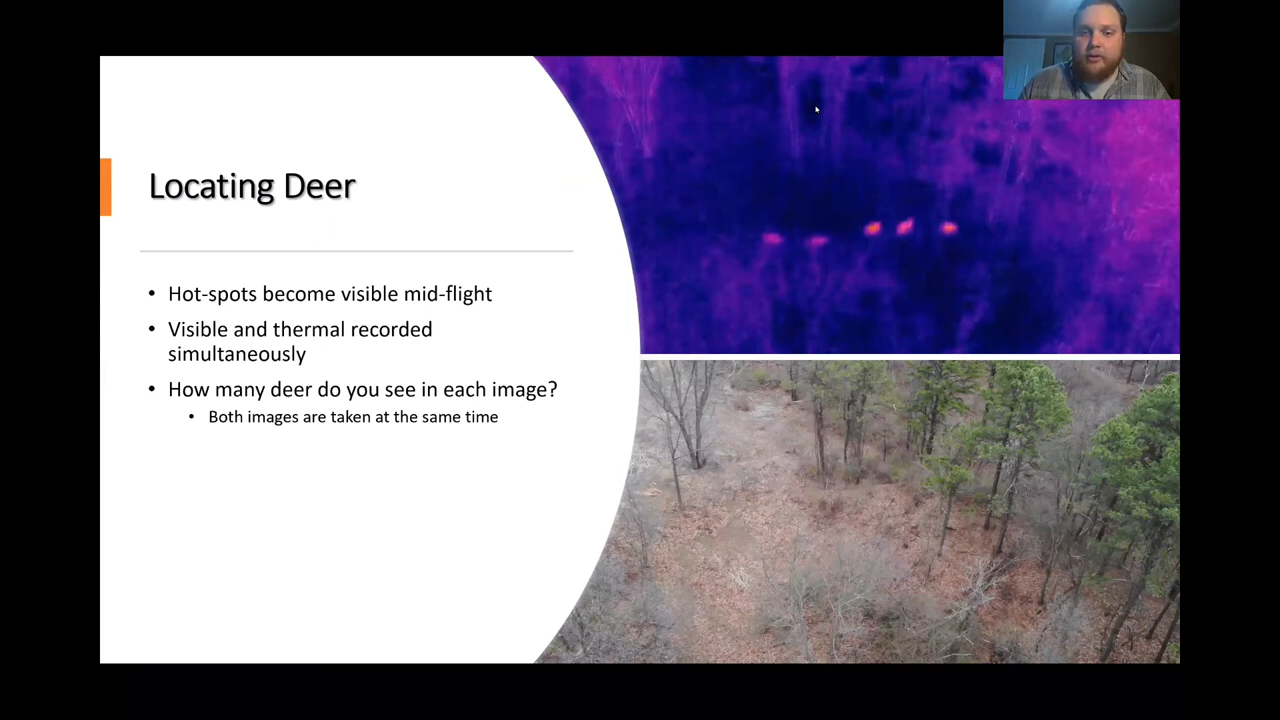 Locating Deer
• Hot-spots become visible mid-flight
• Visible and thermal recorded
simultaneously
• How many deer do you see in each image?
• Both images are taken at the same time